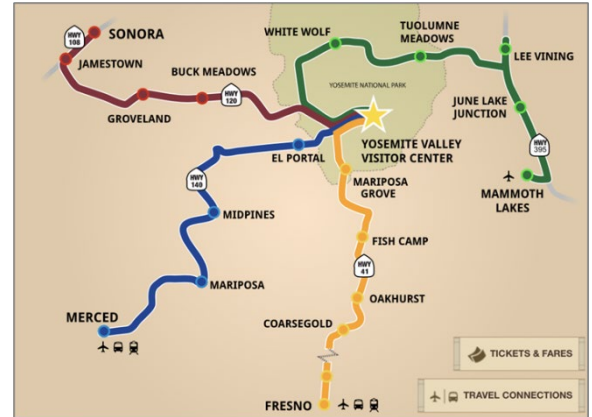 HWY
108
SONORA
WHITE WOLF
TUOLUMNE
MEADOWS
LEE VINING
JAMESTOWN
BUCK MEADOWS
YOSEMITE NATIONAL PARK
HWY
120
GROVELAND
JUNE LAKE
JUNCTION
YOSEMITE VALLEY
VISITOR CENTER
HWY
395
EL PORTAL
MARIPOSA
GROVE
MAMMOTH
LAKES
HWY
140
MIDPINES
FISH CAMP
HWY
41
MARIPOSA
OAKHURST
MERCED
COARSEGOLD
TICKETS & FARES
FRESNO
TRAVEL CONNECTIONS